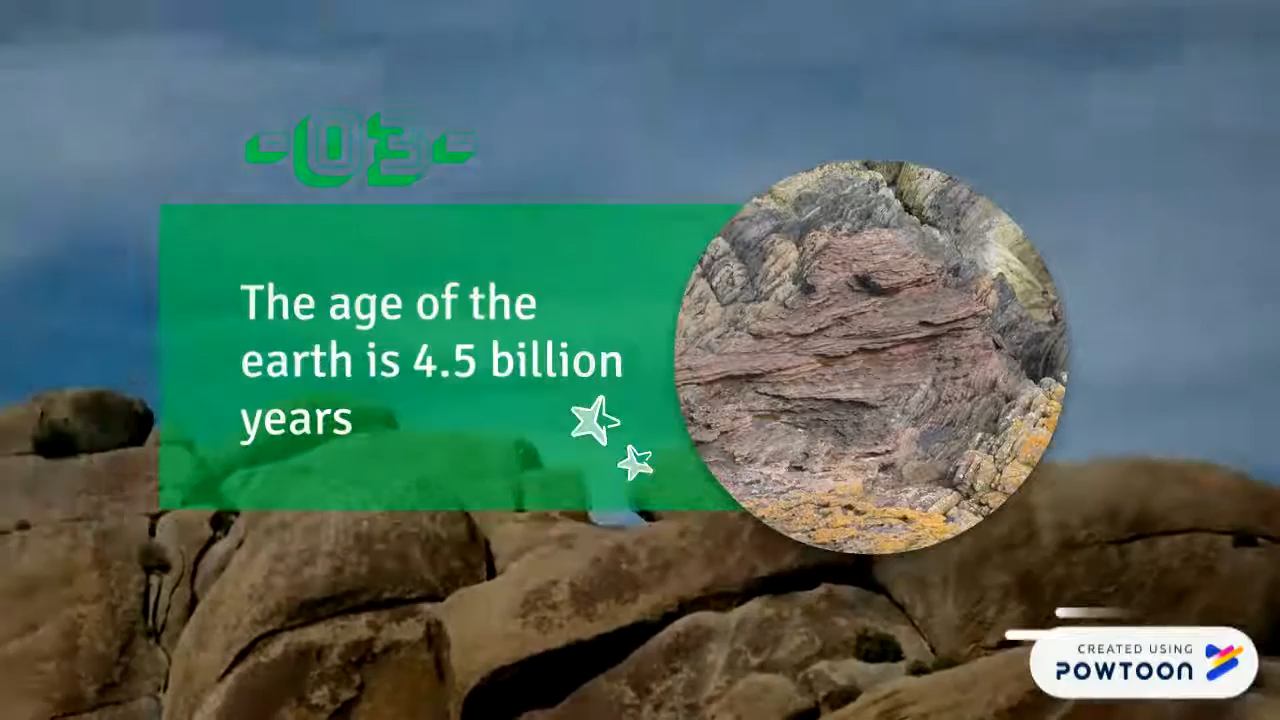 -03-
The age of the
earth is 4.5 billion
years
CREATED USING
POWTOON